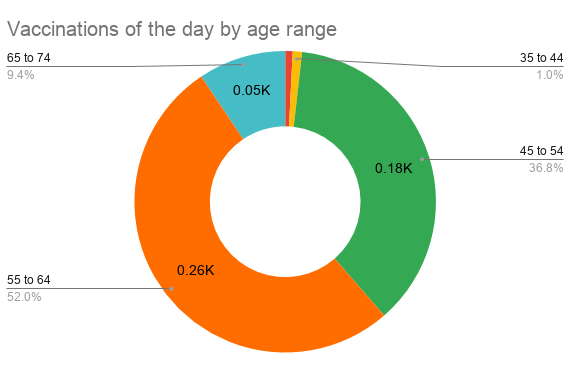 Vaccinations of the day by age range
65 to 74
9.4%
35 to 44
1.0%
0.05K
45 to 54
36.8%
0.18K
0.26K
55 to 64
52.0%